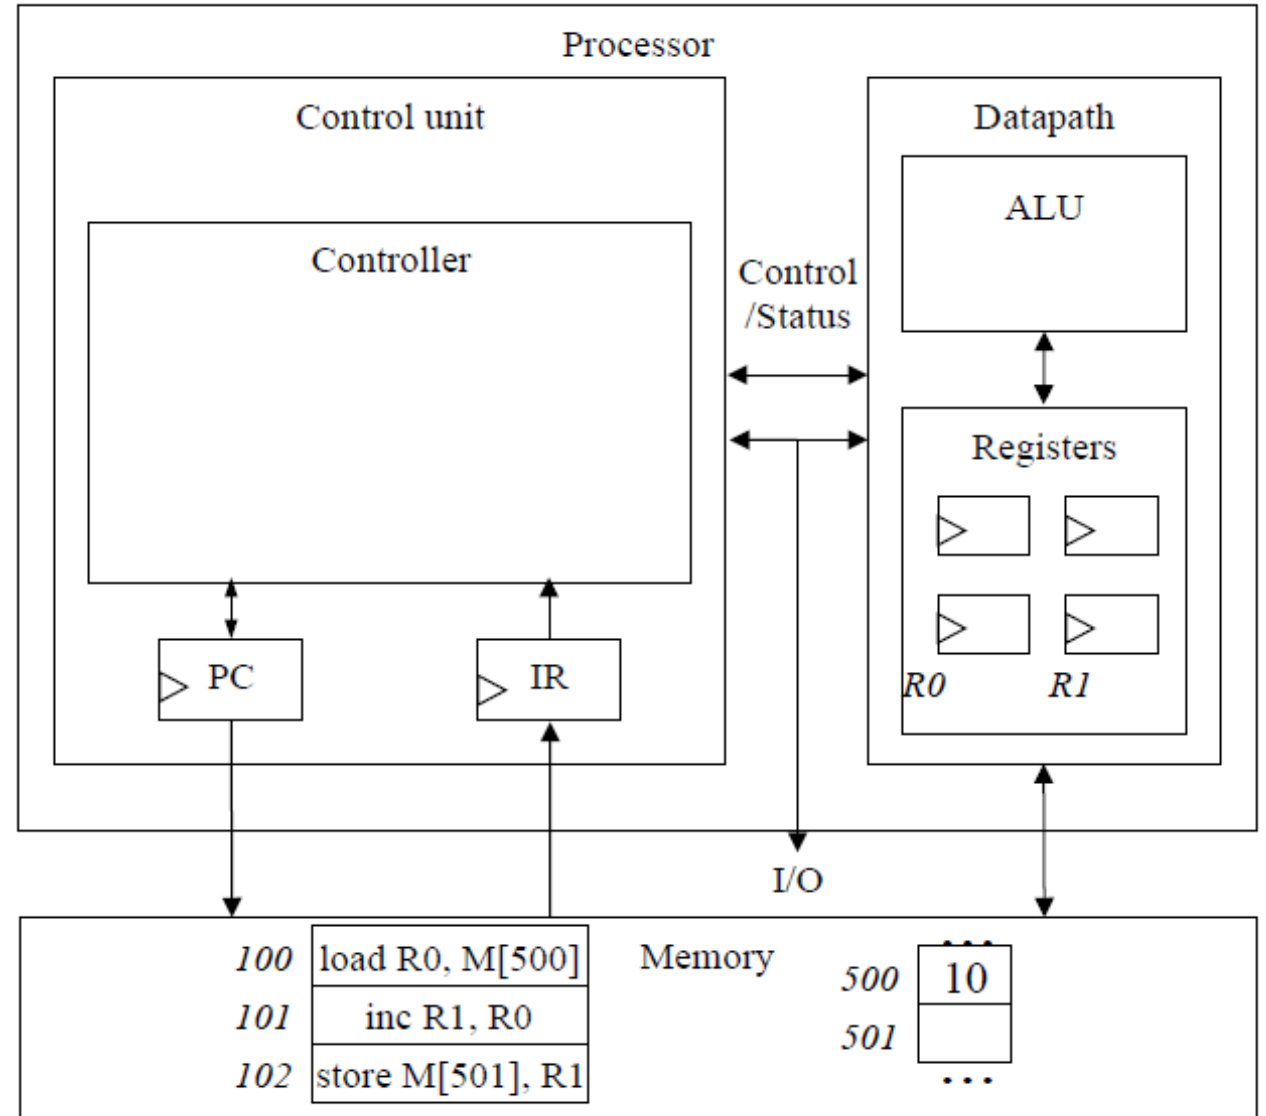 Processor
Control unit
Datapath
ALU
Controller
Control
/Status
Registers
PC
IR
R0
R1
I/O
Memory
100 load R0, M[500]
101 inc R1, R0
102 store M[501], R1
...
500 10
501
...